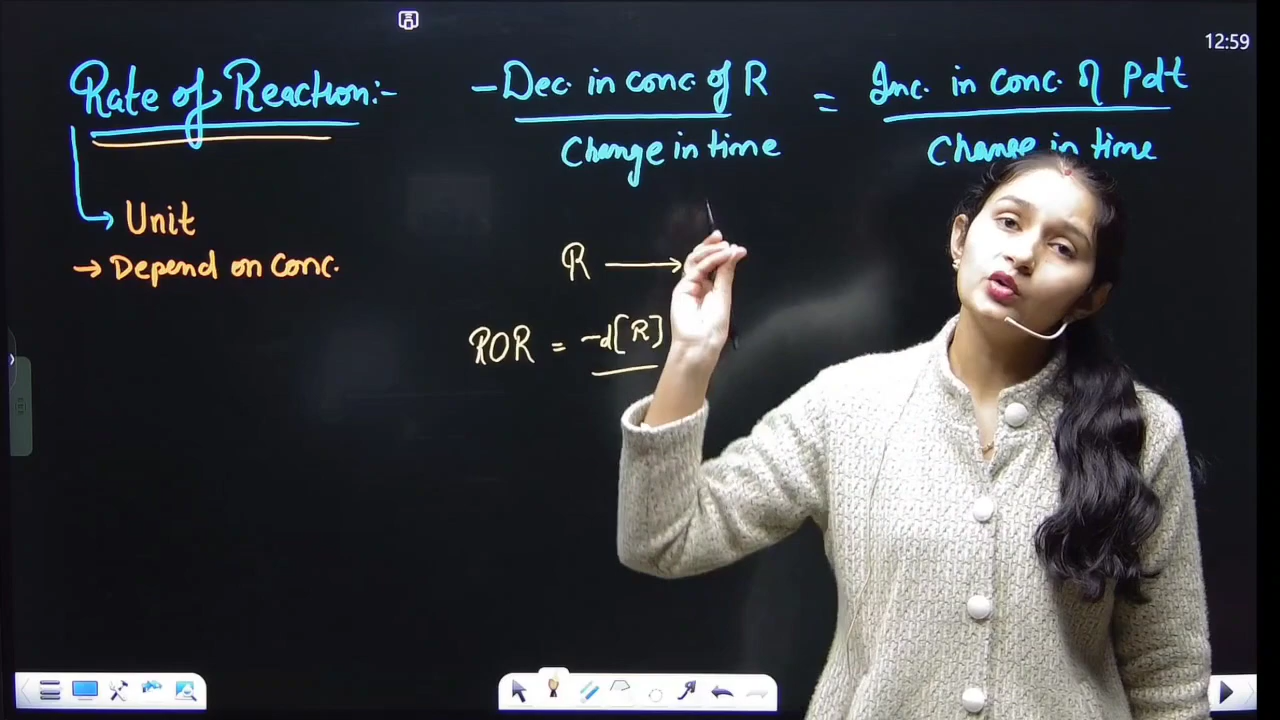 12:59
Rate of Reaction:-
-Dec. in conc. of R = Inc. in conc. of Pdt
Change in time Change in time
→ Unit
→ Depend on Conc.
R →
ROR = -d[R]